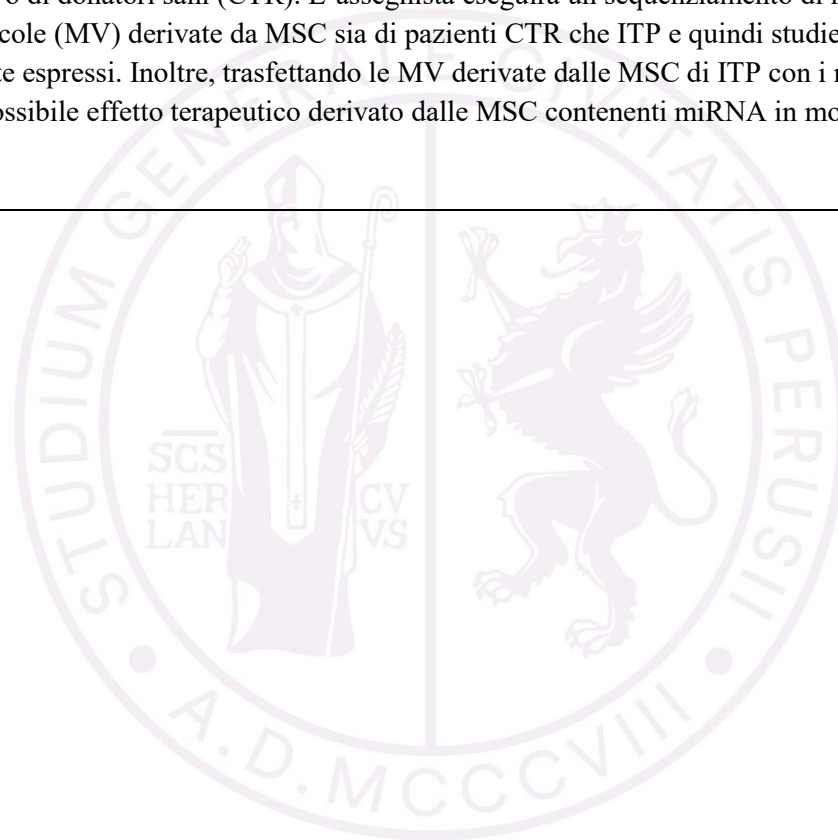 o di donatori sani (CTR). L'assegnista eseguirà un sequenziamento di
cole (MV) derivate da MSC sia di pazienti CTR che ITP e quindi studie
te espressi. Inoltre, trasfettando le MV derivate dalle MSC di ITP con i
ossibile effetto terapeutico derivato dalle MSC contenenti miRNA in mo
STUDIUM GENERALE CIVITATIS PERUSII
SCS
HER
LAN
CV
VS
A.D. MCCCVIII